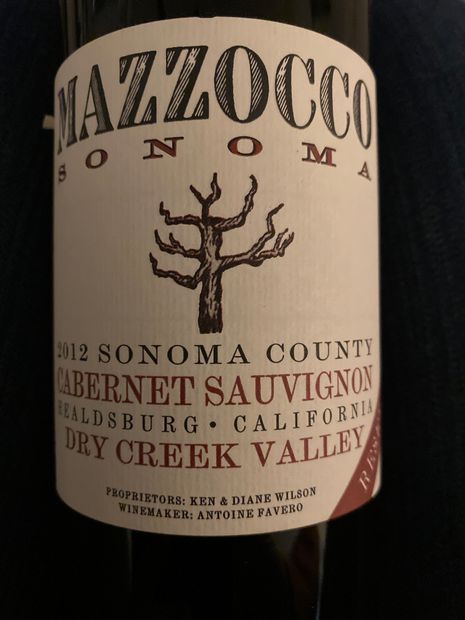 MAZZOCCO
SONOMA
2012 SONOMA COUNTY
CABERNET SAUVIGNON
HEALDSBURG • CALIFORNIA
DRY CREEK VALLEY
PROPRIETORS: KEN & DIANE WILSON
WINEMAKER: ANTOINE FAVERO